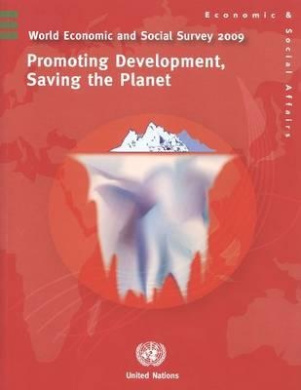 Economic & Social Affairs
World Economic and Social Survey 2009
Promoting Development,
Saving the Planet
United Nations